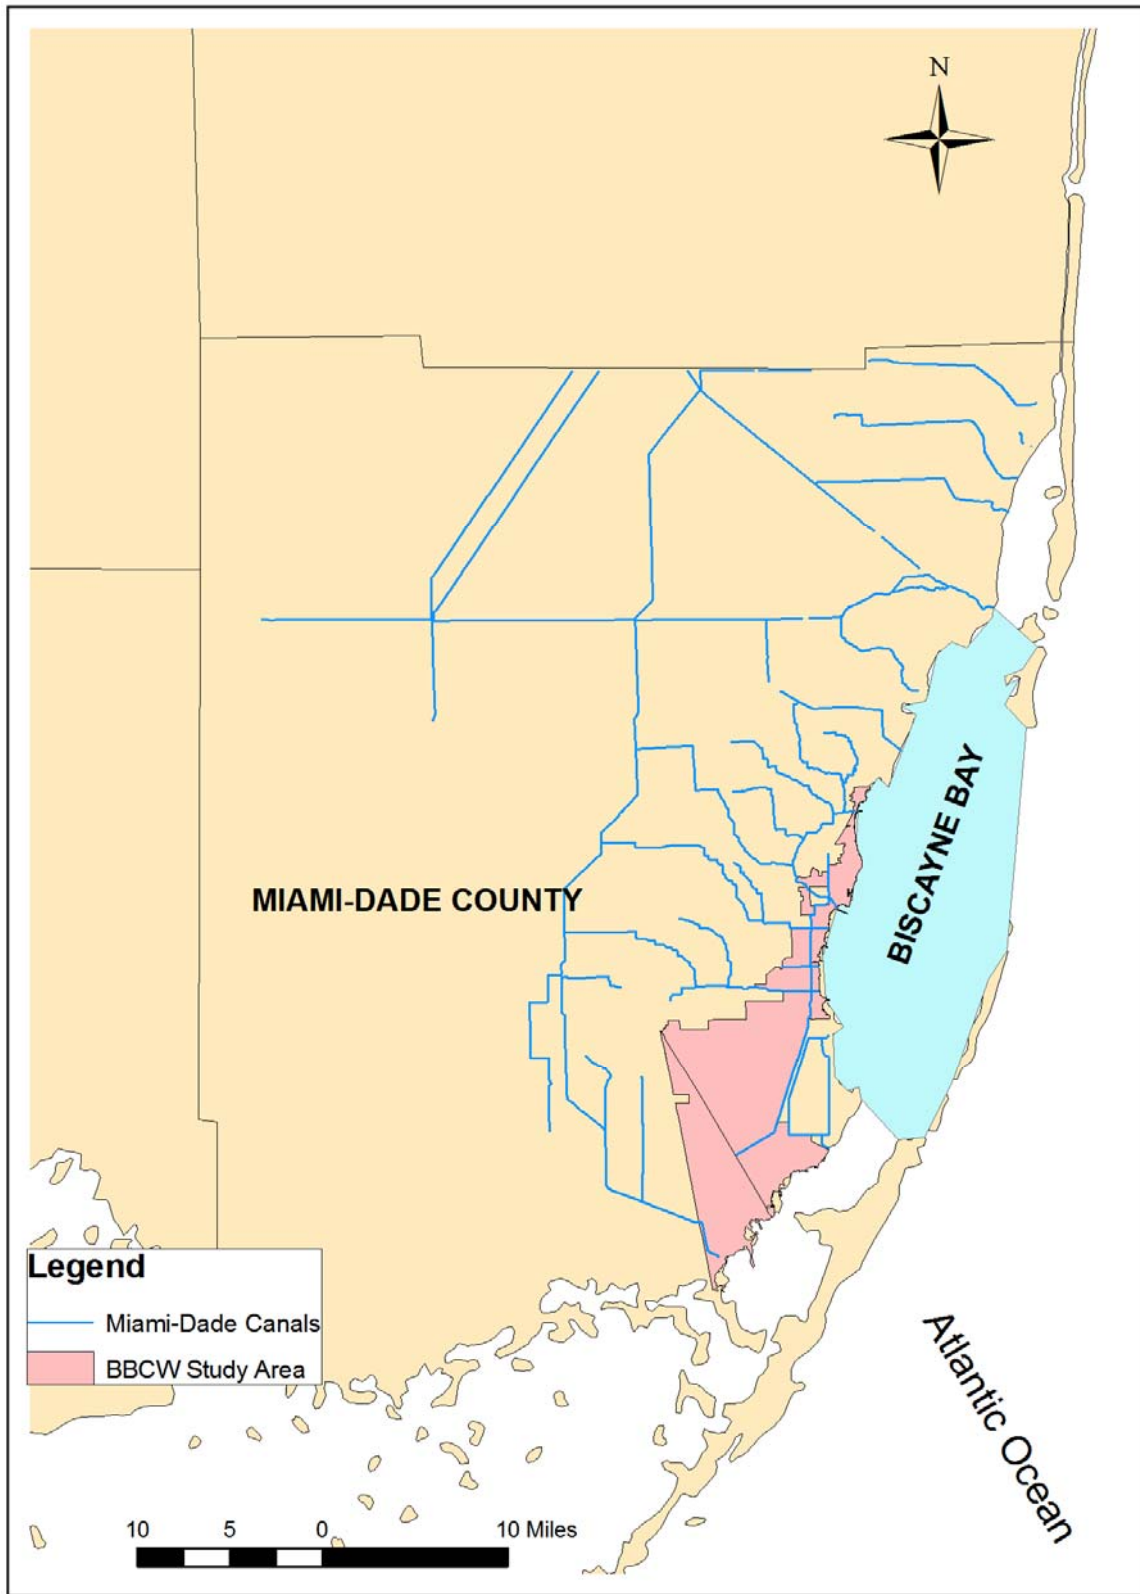 N
MIAMI-DADE COUNTY
BISCAYNE BAY
Legend
Miami-Dade Canals
BBCW Study Area
Atlantic Ocean
10 5 0 10 Miles